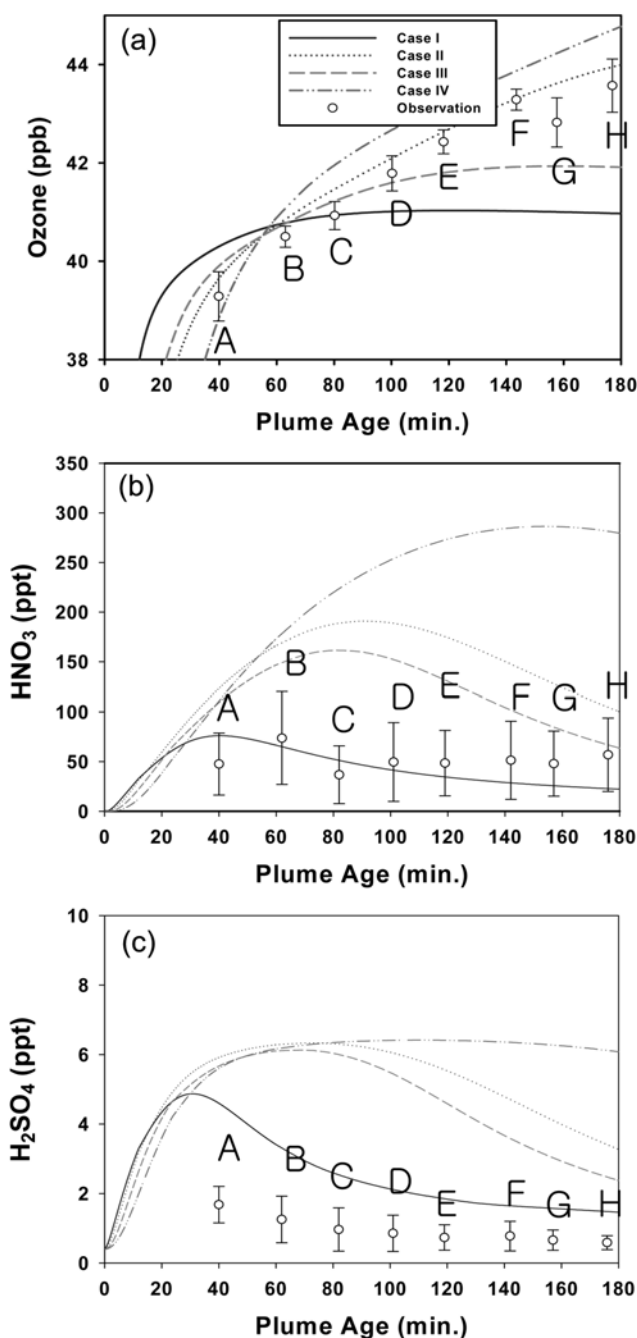 (a)
Case I
Case II
Case III
Case IV
Observation
Ozone (ppb)
44
42
40
38
A
B
C
D
E
F
G
H
0 20 40 60 80 100 120 140 160 180
Plume Age (min.)
(b)
HNO₃ (ppt)
350
300
250
200
150
100
50
0
A
B
C
D
E
F
G
H
0 20 40 60 80 100 120 140 160 180
Plume Age (min.)
(c)
H₂SO₄ (ppt)
10
8
6
4
2
0
A
B
C
D
E
F
G
H
0 20 40 60 80 100 120 140 160 180
Plume Age (min.)